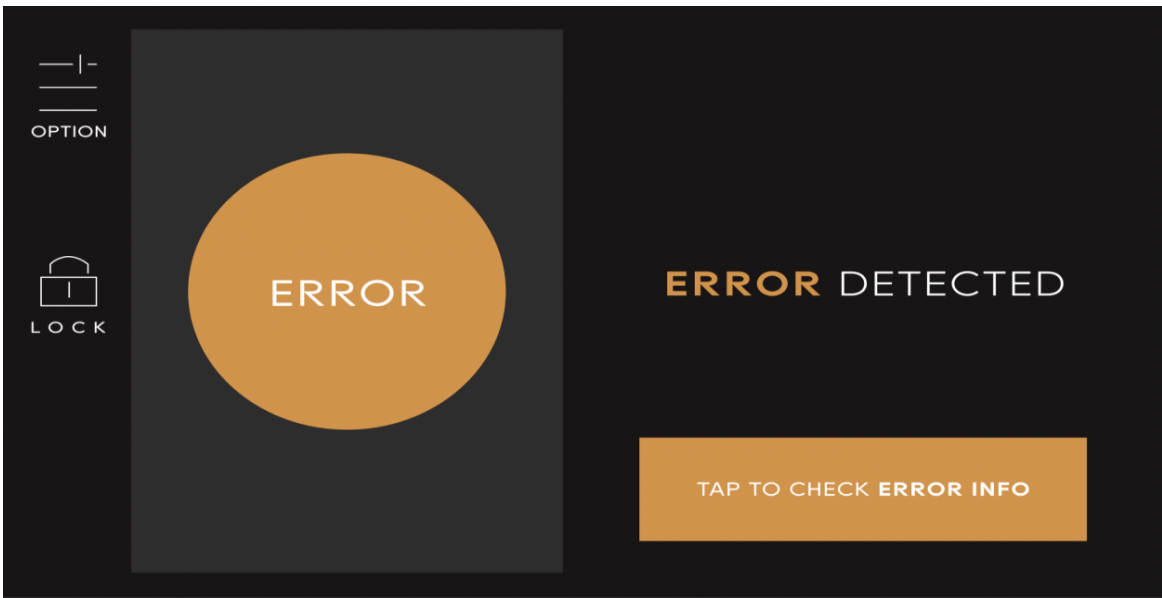 OPTION
LOCK
ERROR
ERROR DETECTED
TAP TO CHECK ERROR INFO